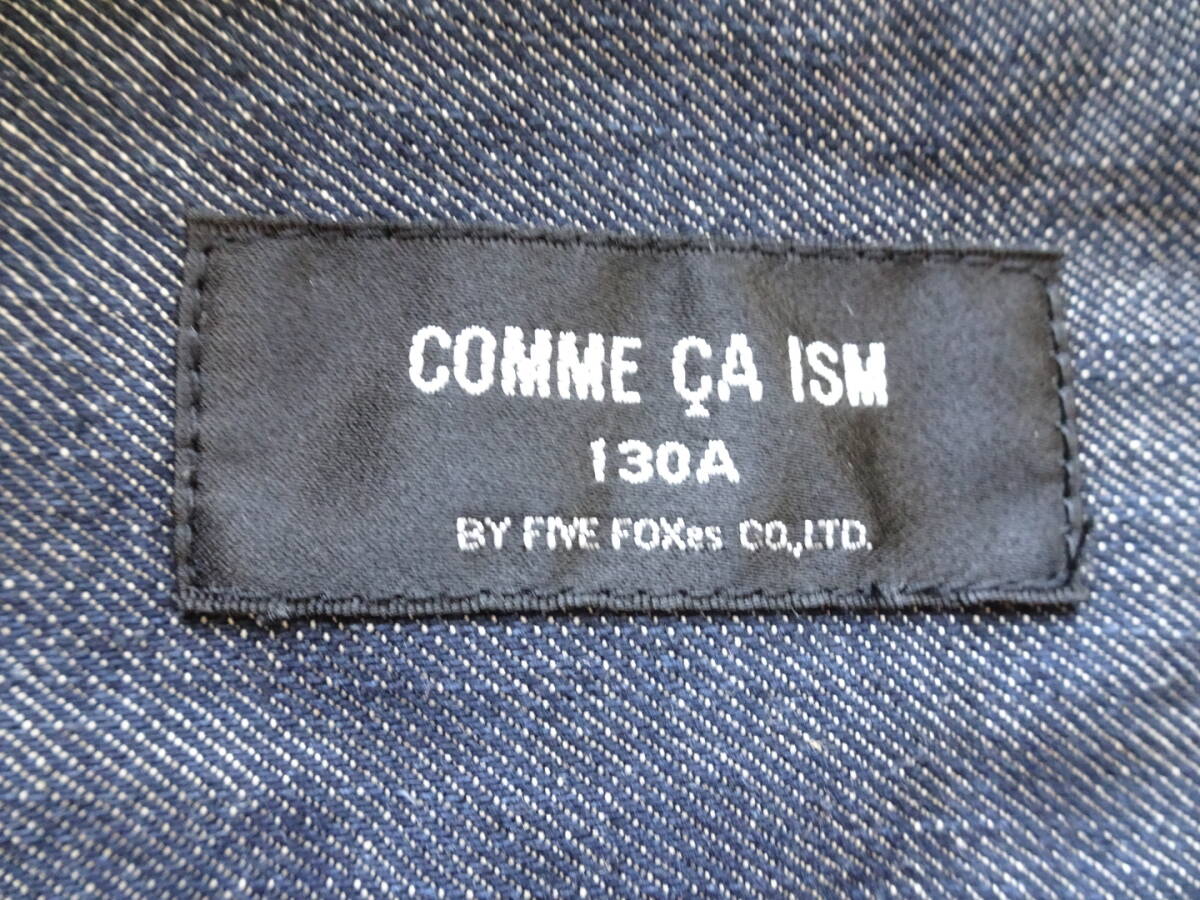 COMME ÇA ISM
130A
BY FIVE FOXes CO.,LTD.